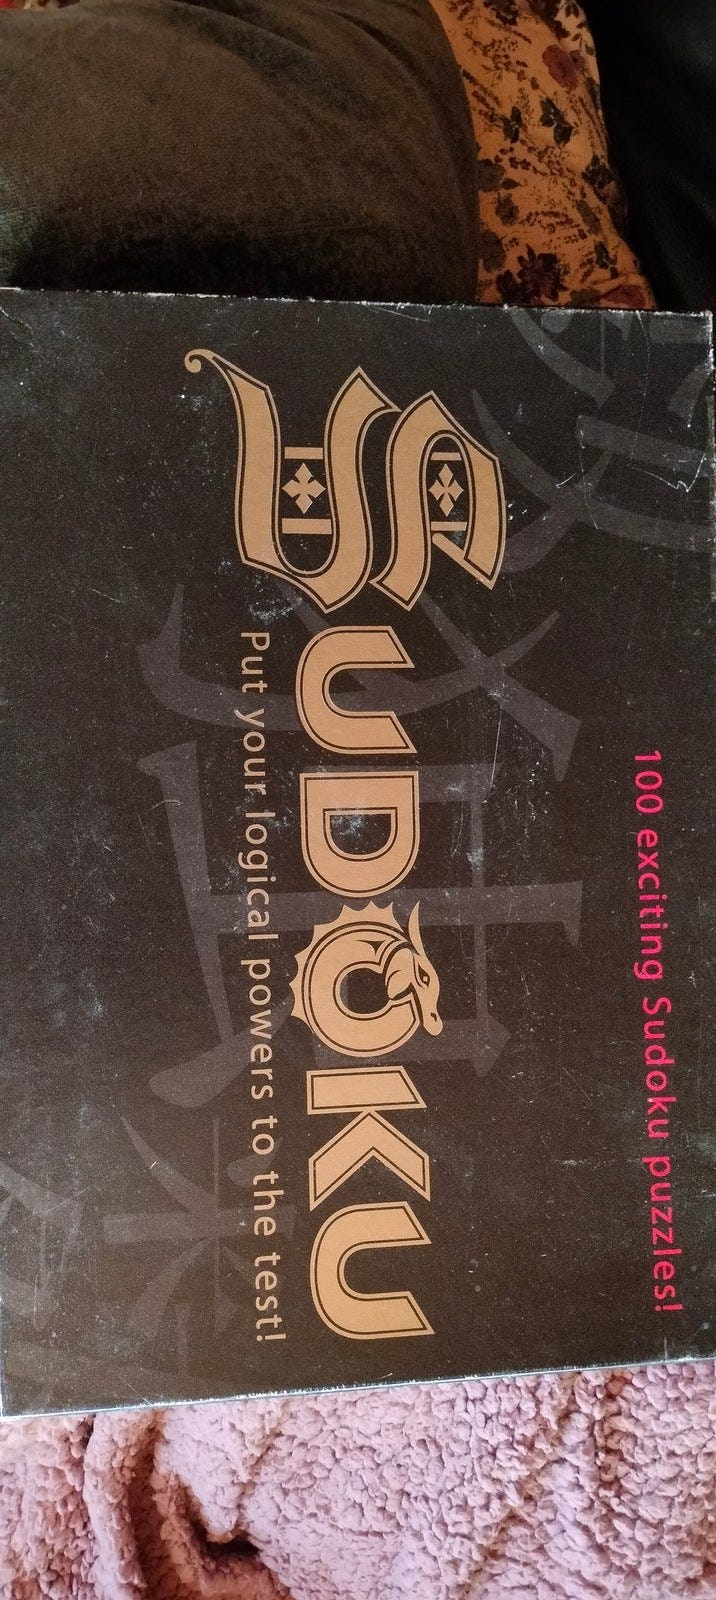 100 exciting Sudoku puzzles!
SUDOKU
Put your logical powers to the test!